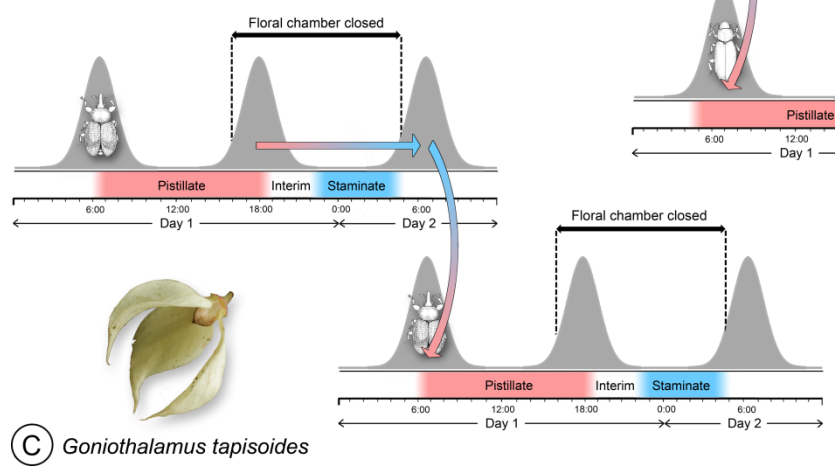 Floral chamber closed
Pistillate Interim Staminate
6:00 12:00 18:00 0:00 6:00
Day 1 Day 2
Pistillate
6:00 12:00
Day 1
Floral chamber closed
Pistillate Interim Staminate
6:00 12:00 18:00 0:00 6:00
Day 1 Day 2
C Goniothalamus tapisoides